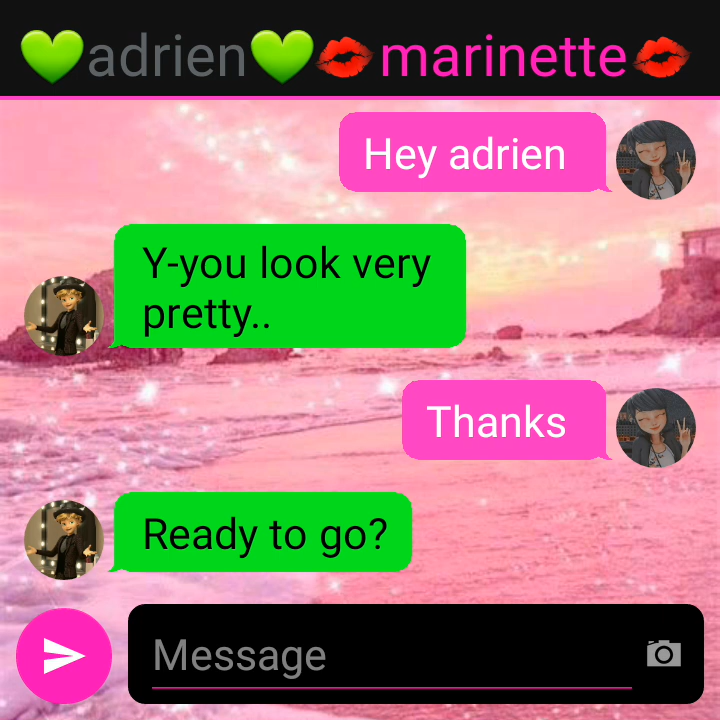 💚adrien💚💋marinette💋
Hey adrien
Y-you look very
pretty..
Thanks
Ready to go?
Message